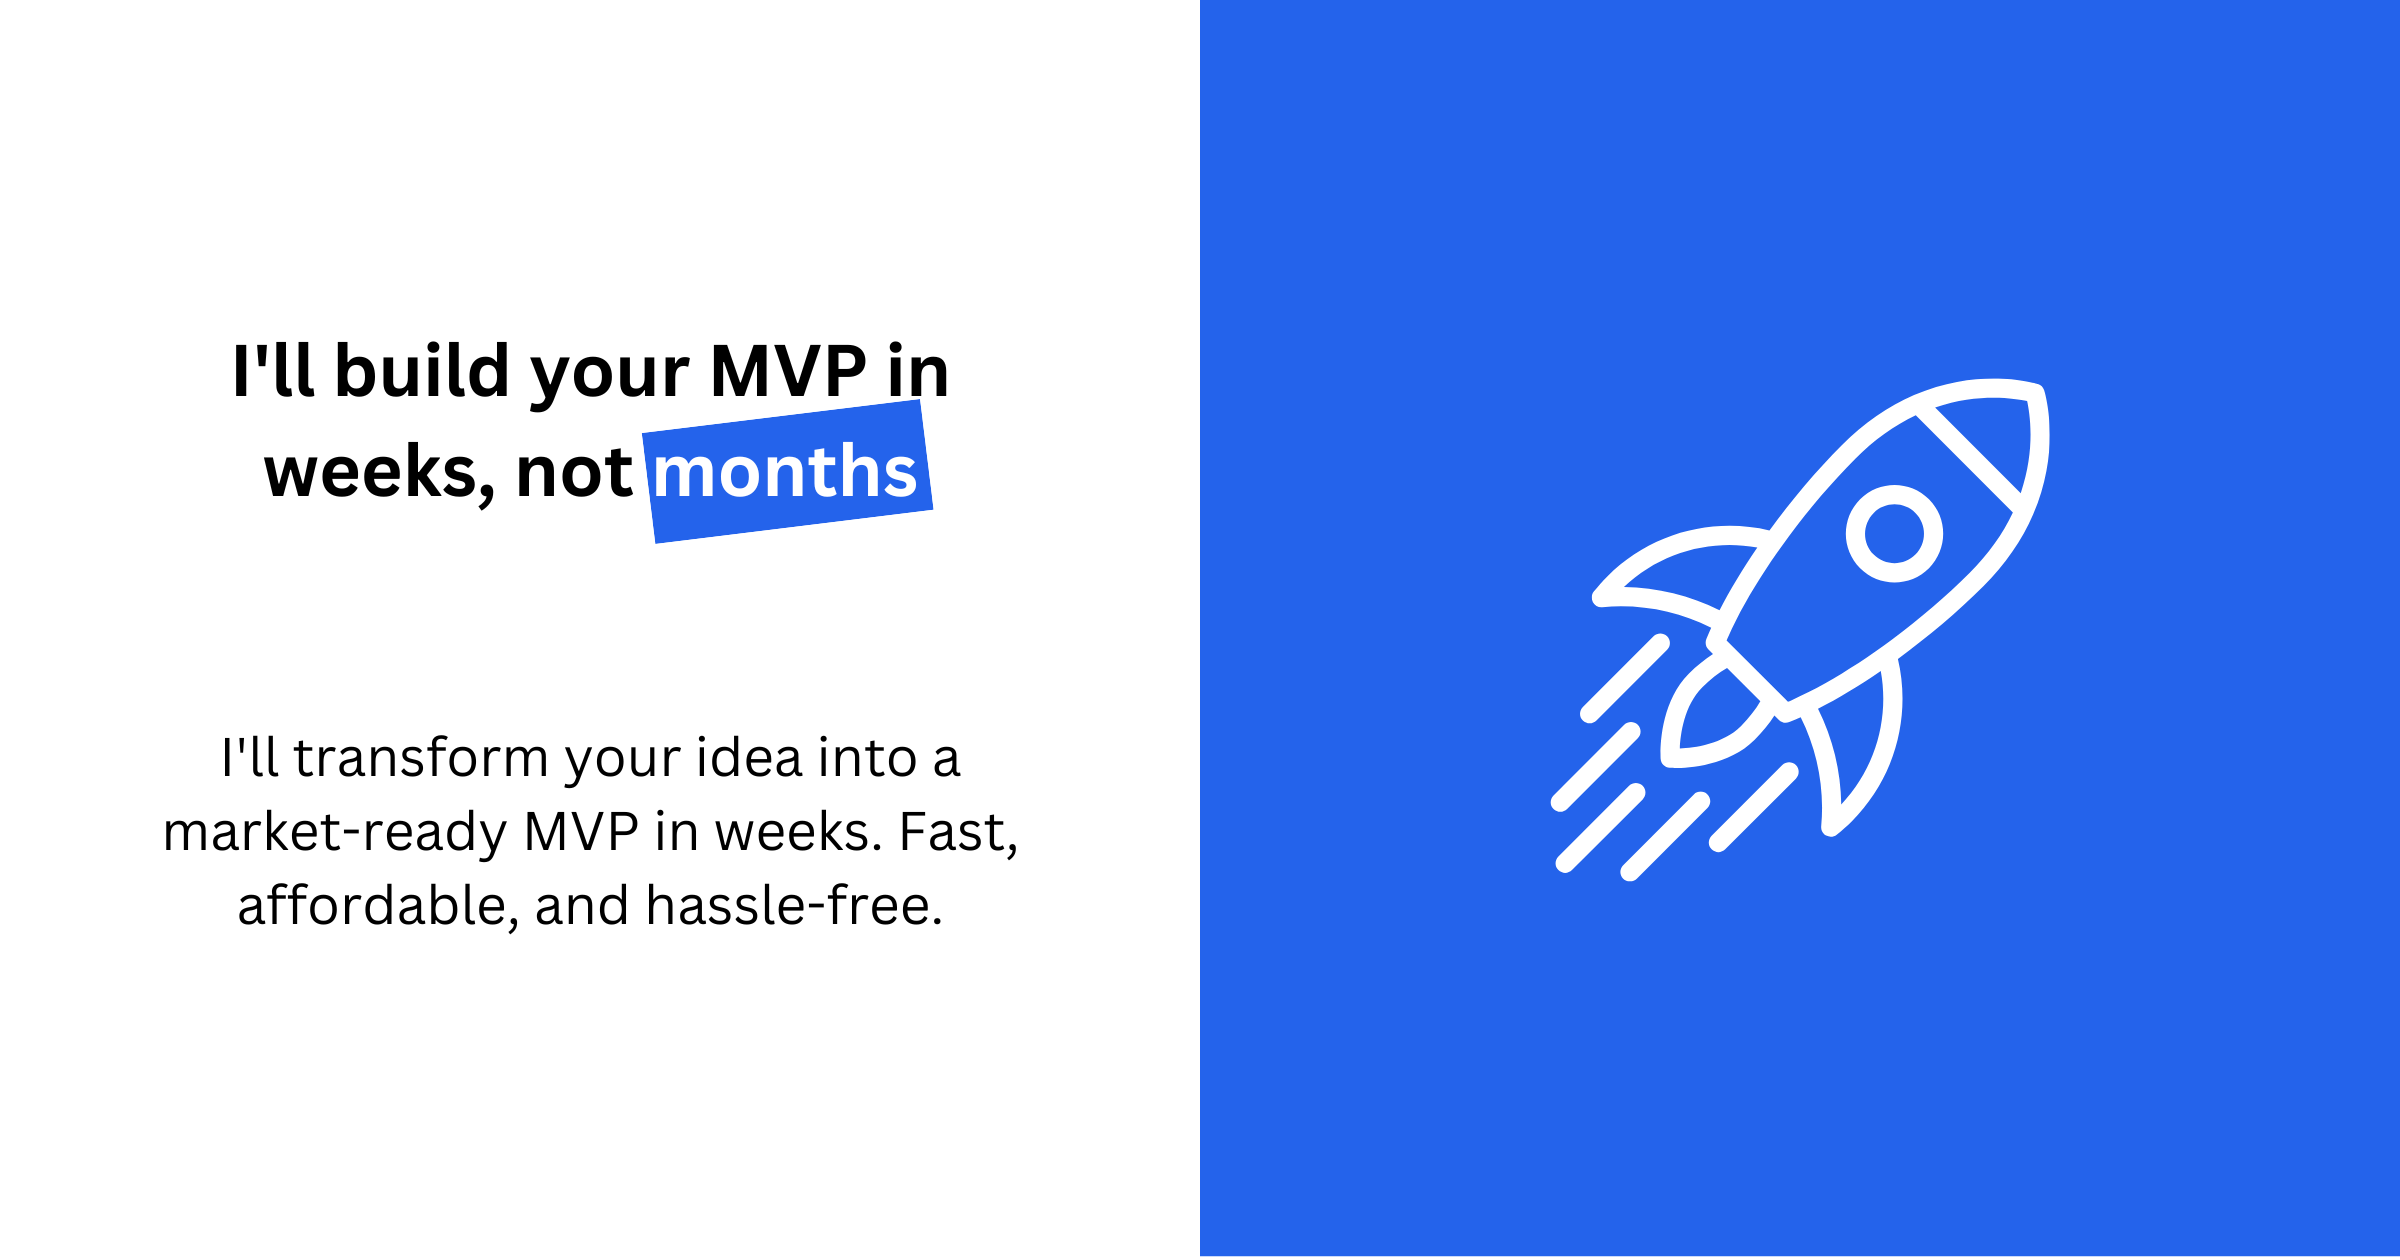 I'll build your MVP in
weeks, not months
I'll transform your idea into a
market-ready MVP in weeks. Fast,
affordable, and hassle-free.